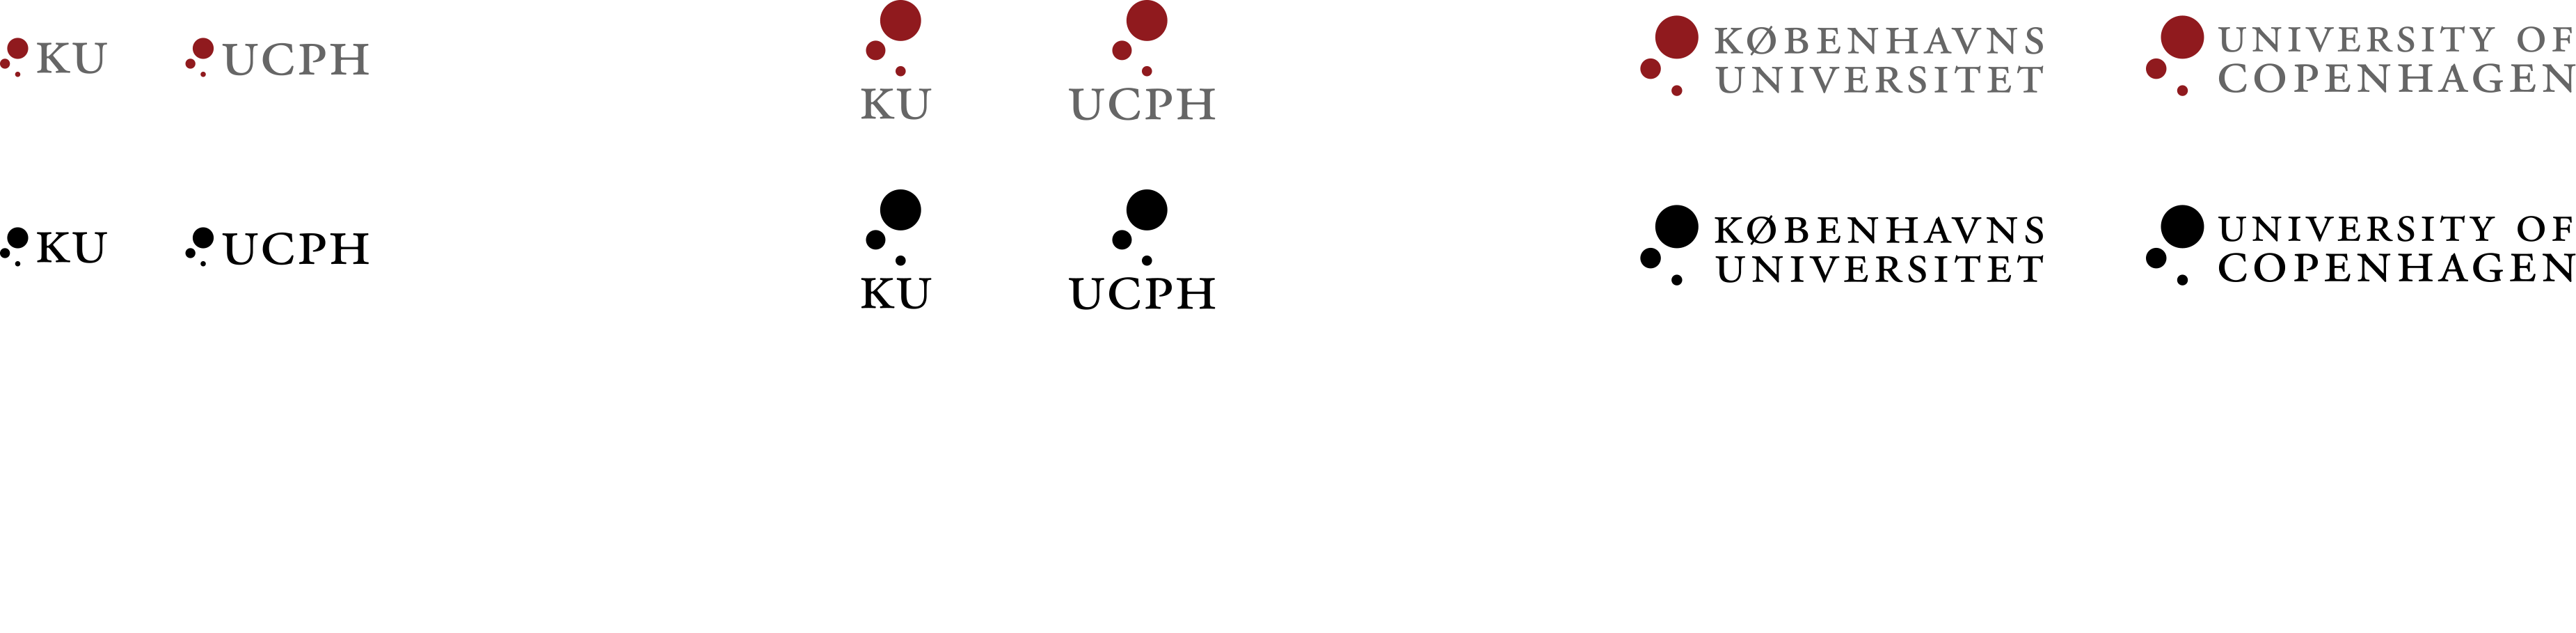 KU
UCPH
KU
UCPH
KØBENHAVNS
UNIVERSITET
UNIVERSITY OF
COPENHAGEN
KU
UCPH
KU
UCPH
KØBENHAVNS
UNIVERSITET
UNIVERSITY OF
COPENHAGEN